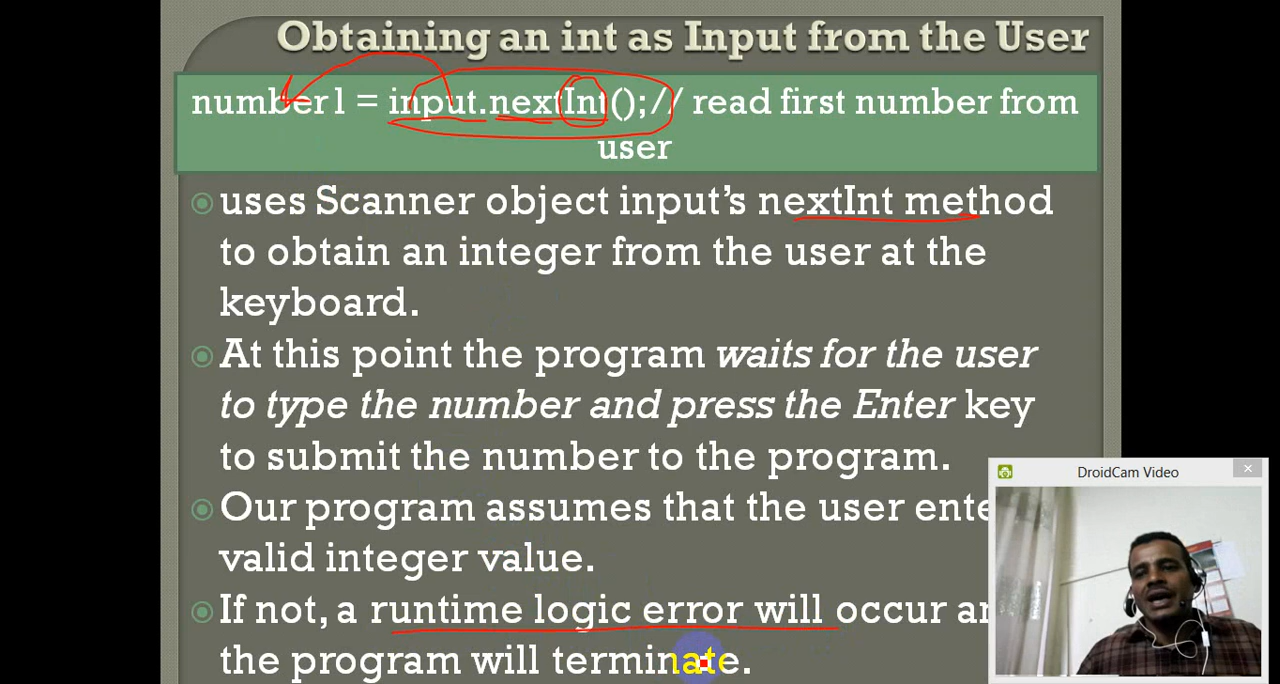 Obtaining an int as Input from the User
number1 = input.nextInt();// read first number from
user
uses Scanner object input’s nextInt method
to obtain an integer from the user at the
keyboard.
At this point the program waits for the user
to type the number and press the Enter key
to submit the number to the program.
DroidCam Video
Our program assumes that the user
valid integer value.
If not, a runtime logic error will occur
the program will terminate.